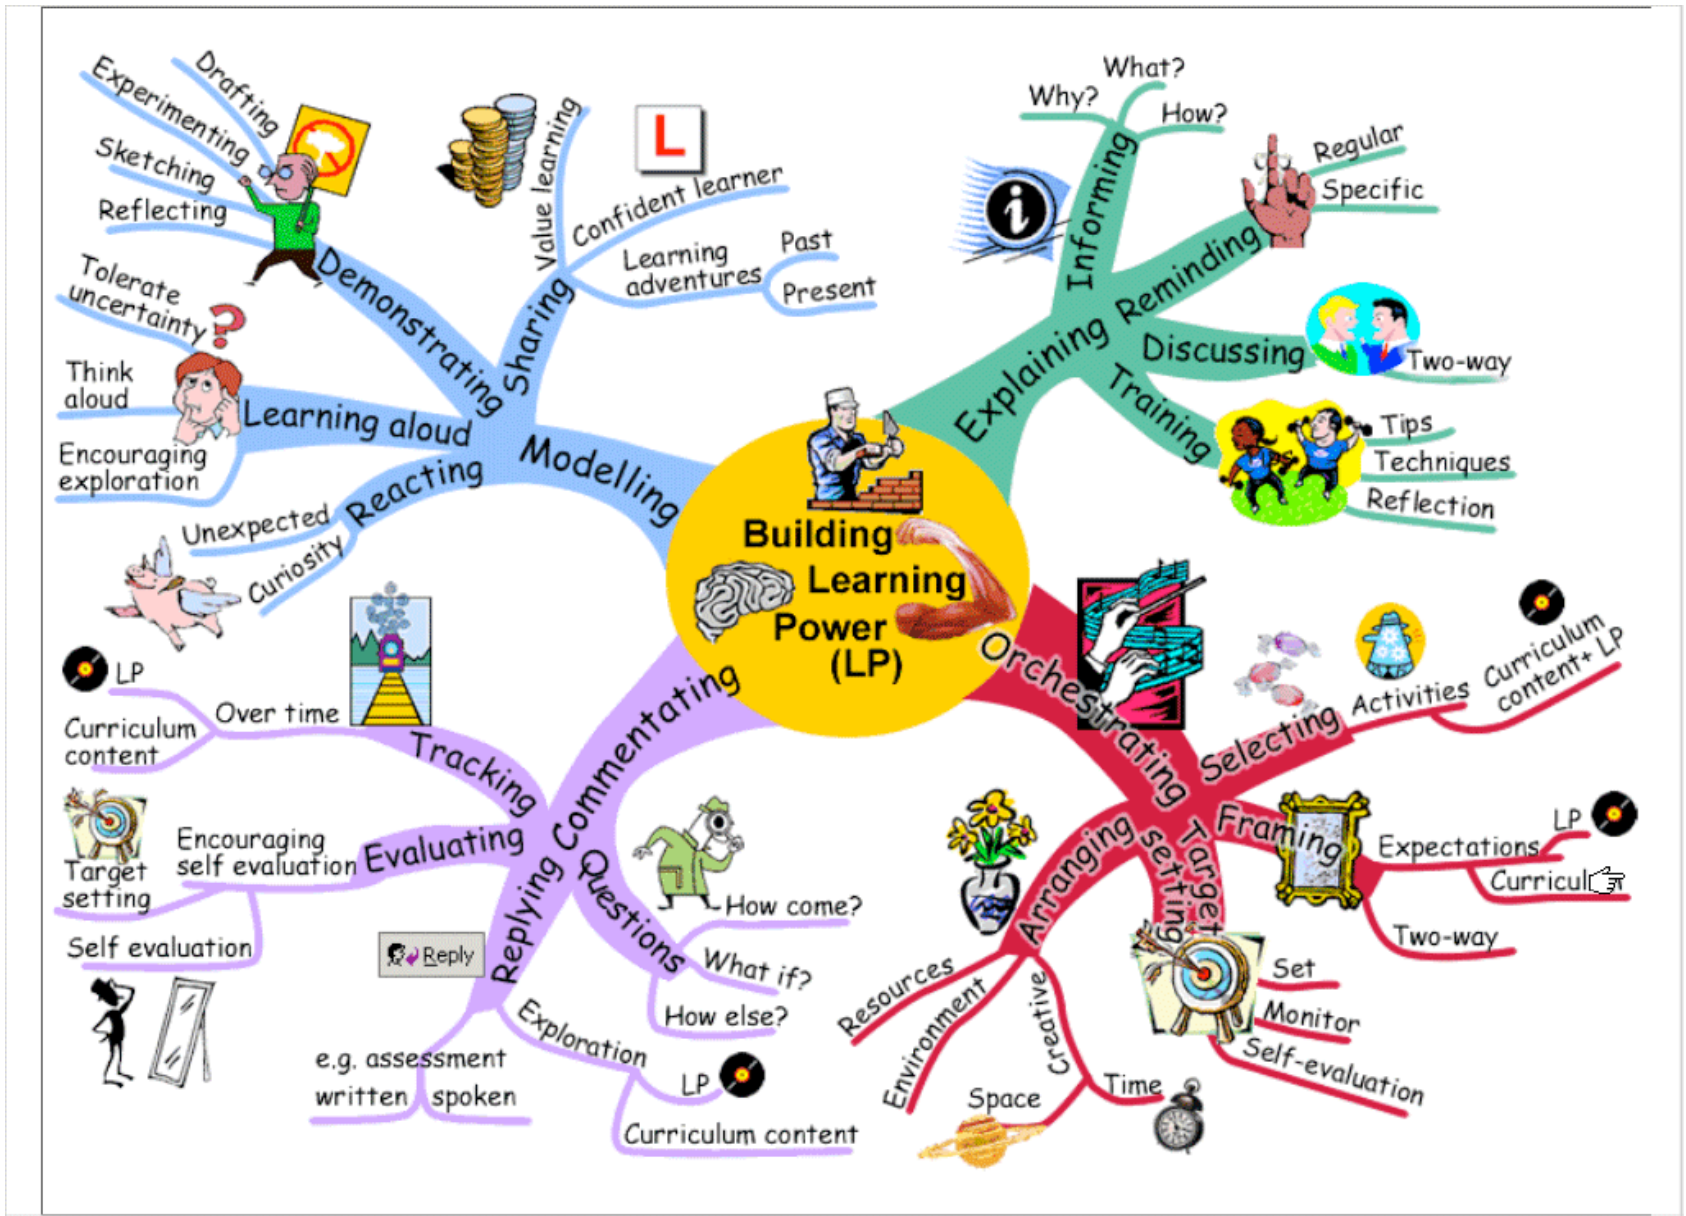 Building
Learning
Power
(LP)
Explaining
Informing
Why?
What?
How?
Reminding
Regular
Specific
Discussing
Two-way
Training
Tips
Techniques
Reflection
Orchestrating
Selecting
Activities
Curriculum
content+ LP
Framing
Expectations
LP
Two-way
Target
setting
Set
Monitor
Self-evaluation
Arranging
Resources
Environment
Creative
Space
Time
Commentating
Questions
How come?
What if?
How else?
Replying
Reply
Exploration
LP
Curriculum content
e.g. assessment
written
spoken
Evaluating
Encouraging
self evaluation
Target
setting
Self evaluation
Tracking
Over time
LP
Curriculum
content
Modelling
Reacting
Unexpected
Curiosity
Learning aloud
Tolerate
uncertainty
?
Think
aloud
Encouraging
exploration
Demonstrating
Drafting
Experimenting
Sketching
Reflecting
Sharing
Value learning
L
Confident learner
Learning
adventures
Past
Present
i